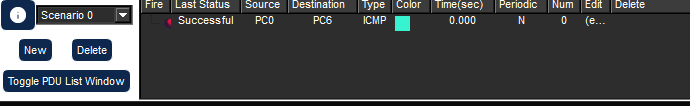 Scenario 0
New
Delete
Toggle PDU List Window
Fire Last Status Source Destination Type Color Time(sec) Periodic Num Edit Delete
Successful PC0 PC6 ICMP 0.000 N 0 (e...